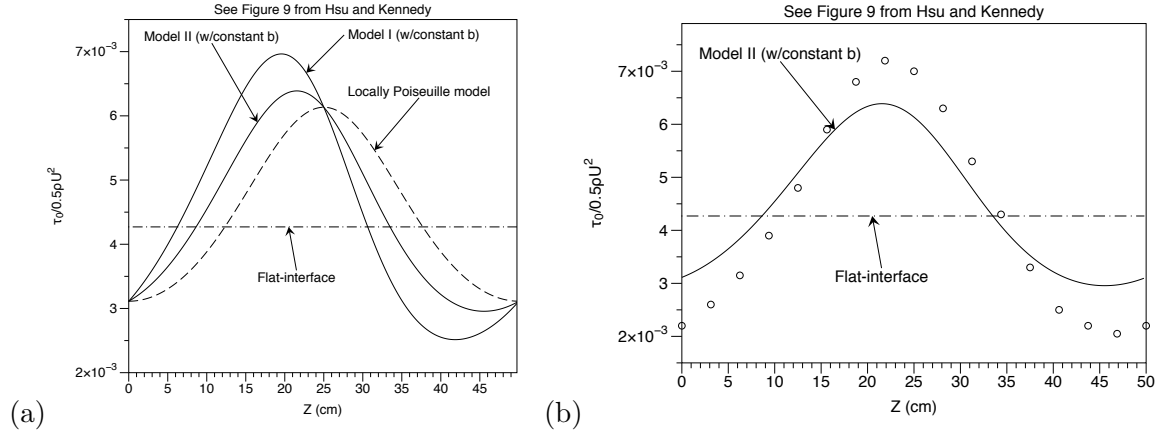 See Figure 9 from Hsu and Kennedy
Model II (w/constant b)
Model I (w/constant b)
Locally Poiseuille model
Flat-interface
7×10⁻³
6
5
4
3
2×10⁻³
τ₀/0.5ρU²
0 5 10 15 20 25 30 35 40 45
Z (cm)
(a)
See Figure 9 from Hsu and Kennedy
Model II (w/constant b)
Flat-interface
7×10⁻³
6
5
4
3
2×10⁻³
τ₀/0.5ρU²
0 5 10 15 20 25 30 35 40 45 50
Z (cm)
(b)